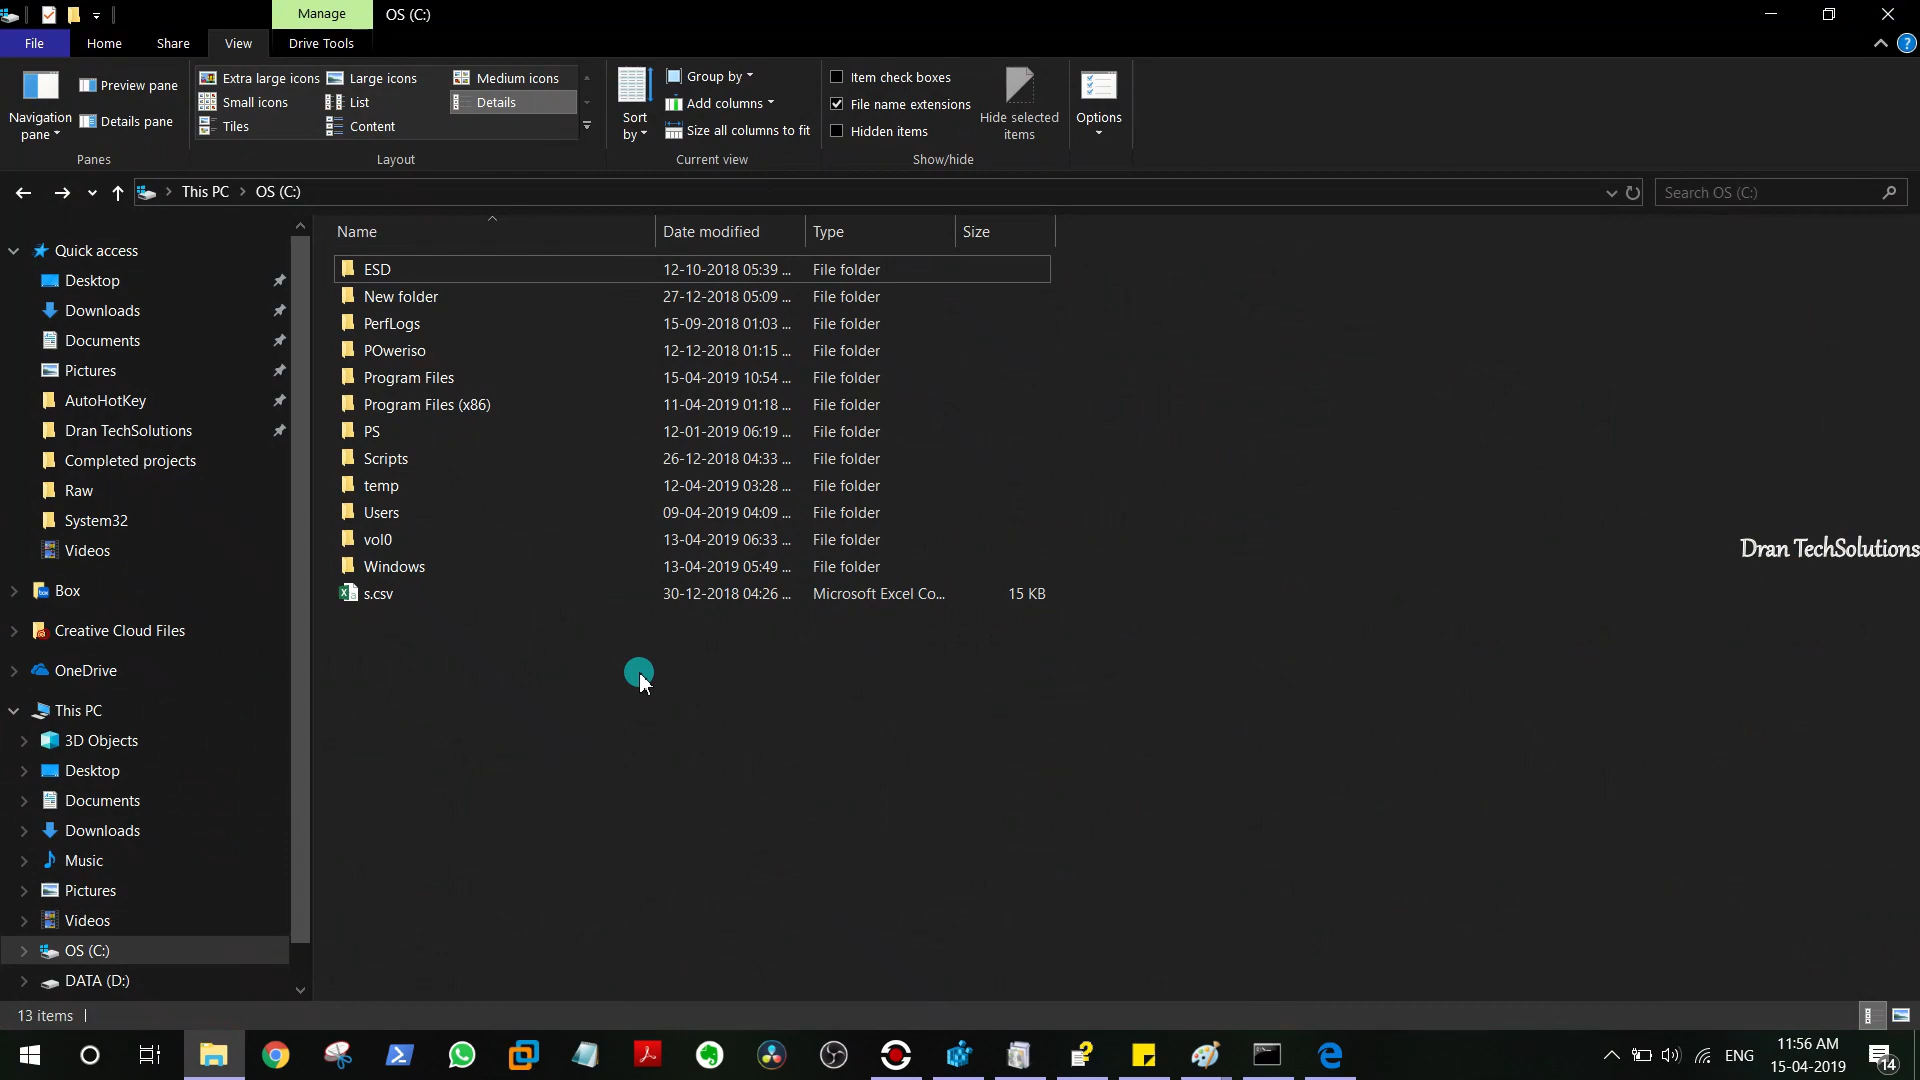 Manage OS (C:)
File Home Share View Drive Tools
Navigation pane
Preview pane
Details pane
Panes
Extra large icons Large icons Medium icons
Small icons List Details
Tiles Content
Layout
Sort by
Group by
Add columns
Size all columns to fit
Current view
Item check boxes
File name extensions
Hidden items
Hide selected items
Show/hide
Options
This PC OS (C:)
Search OS (C:)
Quick access
Desktop
Downloads
Documents
Pictures
AutoHotKey
Dran TechSolutions
Completed projects
Raw
System32
Videos
Box
Creative Cloud Files
OneDrive
This PC
3D Objects
Desktop
Documents
Downloads
Music
Pictures
Videos
OS (C:)
DATA (D:)
Name Date modified Type Size
ESD 12-10-2018 05:39 ... File folder
New folder 27-12-2018 05:09 ... File folder
PerfLogs 15-09-2018 01:03 ... File folder
POweriso 12-12-2018 01:15 ... File folder
Program Files 15-04-2019 10:54 ... File folder
Program Files (x86) 11-04-2019 01:18 ... File folder
PS 12-01-2019 06:19 ... File folder
Scripts 26-12-2018 04:33 ... File folder
temp 12-04-2019 03:28 ... File folder
Users 09-04-2019 04:09 ... File folder
vol0 13-04-2019 06:33 ... File folder
Windows 13-04-2019 05:49 ... File folder
s.csv 30-12-2018 04:26 ... Microsoft Excel Co... 15 KB
Dran TechSolutions
13 items
ENG
11:56 AM
15-04-2019
14